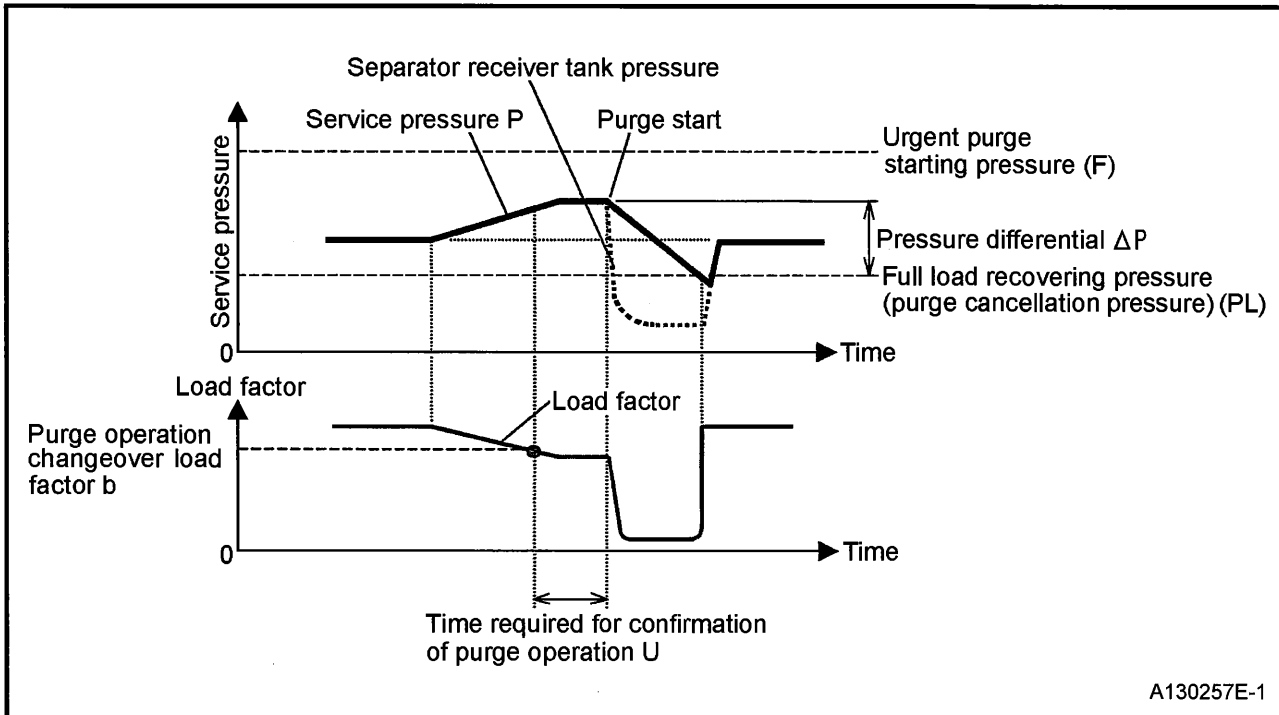 Separator receiver tank pressure
Service pressure P
Purge start
Urgent purge
starting pressure (F)
Service pressure
Pressure differential ΔP
Full load recovering pressure
(purge cancellation pressure) (PL)
0
Time
Load factor
Load factor
Purge operation
changeover load
factor b
0
Time
Time required for confirmation
of purge operation U
A130257E-1